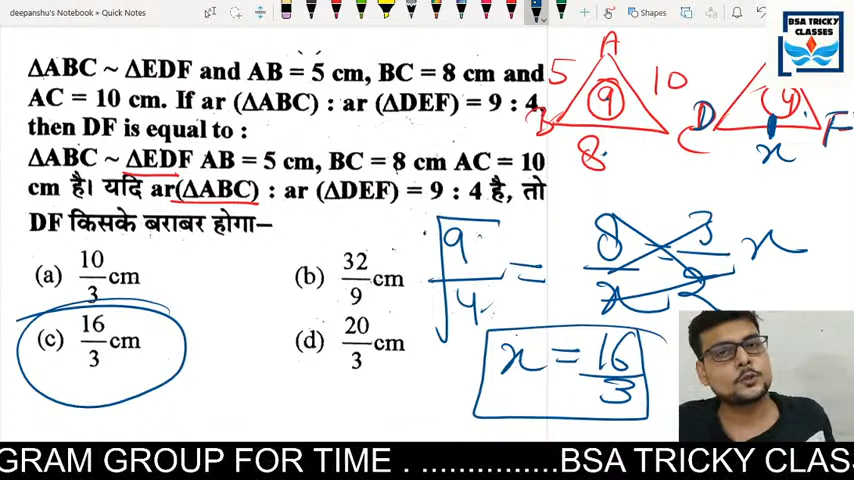 deepanshu's Notebook » Quick Notes
Shapes
BSA TRICKY
CLASSES
ΔABC ~ ΔEDF and AB = 5 cm, BC = 8 cm and
AC = 10 cm. If ar (ΔABC) : ar (ΔDEF) = 9 : 4,
then DF is equal to :
ΔABC ~ ΔEDF AB = 5 cm, BC = 8 cm AC = 10
cm है। यदि ar(ΔABC) : ar (ΔDEF) = 9 : 4 है, तो
DF किसके बराबर होगा–
(a) 10/3 cm
(b) 32/9 cm
(c) 16/3 cm
(d) 20/3 cm
A
5
9
10
B
8
C
D
4
F
x
√9/√4 = 8/x = 3/2 x
x = 16/3
GRAM GROUP FOR TIME . ..............BSA TRICKY CLAS